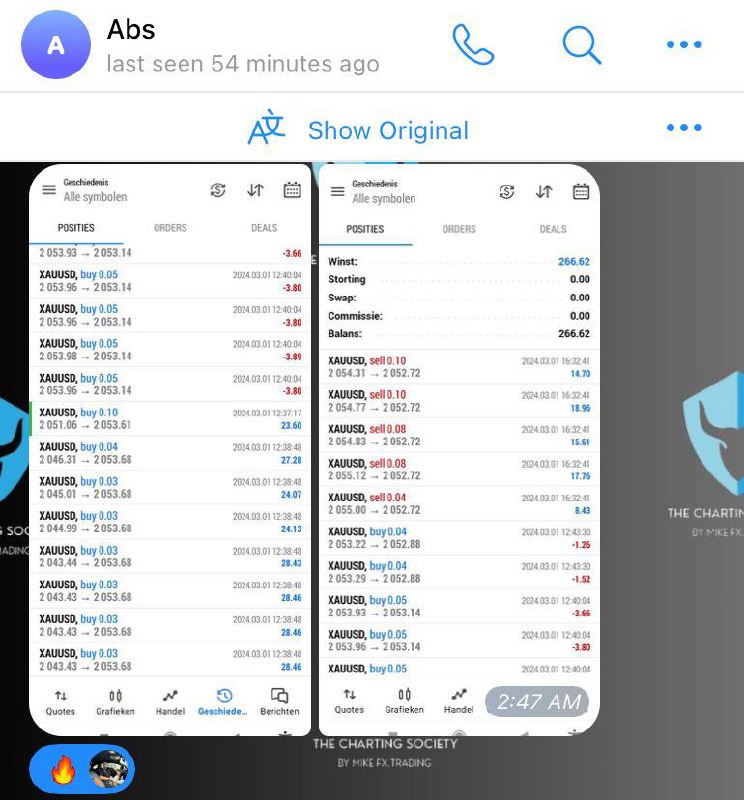 A
Abs
last seen 54 minutes ago
Show Original
Geschiedenis
Alle symbolen
POSITIES ORDERS DEALS
2 053.93 → 2 053.14 -3.66
XAUUSD, buy 0.05 2024.03.01 12:40:04
2 053.96 → 2 053.14 -3.80
XAUUSD, buy 0.05 2024.03.01 12:40:04
2 053.96 → 2 053.14 -3.80
XAUUSD, buy 0.05 2024.03.01 12:40:04
2 053.98 → 2 053.14 -3.89
XAUUSD, buy 0.05 2024.03.01 12:40:04
2 053.96 → 2 053.14 -3.80
XAUUSD, buy 0.10 2024.03.01 12:37:17
2 051.06 → 2 053.61 23.60
XAUUSD, buy 0.04 2024.03.01 12:38:48
2 046.31 → 2 053.68 27.28
XAUUSD, buy 0.03 2024.03.01 12:38:48
2 045.01 → 2 053.68 24.07
XAUUSD, buy 0.03 2024.03.01 12:38:48
2 044.99 → 2 053.68 24.13
XAUUSD, buy 0.03 2024.03.01 12:38:48
2 043.44 → 2 053.68 28.43
XAUUSD, buy 0.03 2024.03.01 12:38:48
2 043.43 → 2 053.68 28.46
XAUUSD, buy 0.03 2024.03.01 12:38:48
2 043.43 → 2 053.68 28.46
XAUUSD, buy 0.03 2024.03.01 12:38:48
2 043.43 → 2 053.68 28.46
Quotes Grafieken Handel Geschiede... Berichten
Geschiedenis
Alle symbolen
POSITIES ORDERS DEALS
Winst: 266.62
Storting 0.00
Swap: 0.00
Commissie: 0.00
Balans: 266.62
XAUUSD, sell 0.10 2024.03.01 16:32:41
2 054.31 → 2 052.72 14.70
XAUUSD, sell 0.10 2024.03.01 16:32:41
2 054.77 → 2 052.72 18.96
XAUUSD, sell 0.08 2024.03.01 16:32:41
2 054.83 → 2 052.72 15.61
XAUUSD, sell 0.08 2024.03.01 16:32:41
2 055.12 → 2 052.72 17.76
XAUUSD, sell 0.04 2024.03.01 16:32:41
2 055.00 → 2 052.72 8.43
XAUUSD, buy 0.04 2024.03.01 12:43:30
2 053.22 → 2 052.88 -1.26
XAUUSD, buy 0.04 2024.03.01 12:43:30
2 053.29 → 2 052.88 -1.52
XAUUSD, buy 0.05 2024.03.01 12:40:04
2 053.93 → 2 053.14 -3.66
XAUUSD, buy 0.05 2024.03.01 12:40:04
2 053.96 → 2 053.14 -3.80
XAUUSD, buy 0.05 2024.03.01 12:40:04
Quotes Grafieken Handel
2:47 AM
THE CHARTIN
BY MIKE FX.
THE CHARTING SOCIETY
BY MIKE FX.TRADING